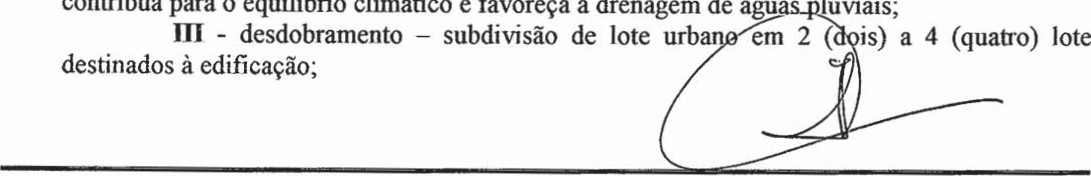 contribua para o equilíbrio climático e favoreça a drenagem de águas pluviais;
III - desdobramento – subdivisão de lote urbano em 2 (dois) a 4 (quatro) lote
destinados à edificação;